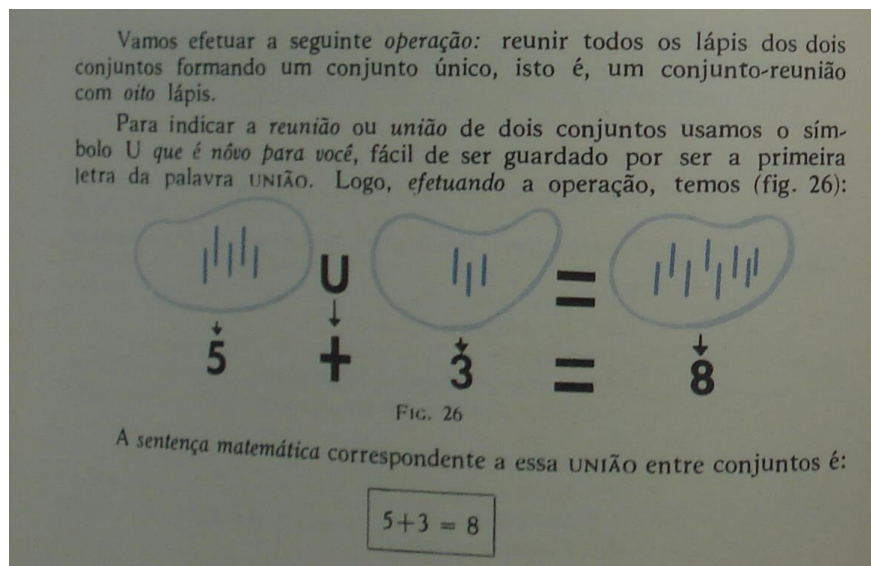 Vamos efetuar a seguinte operação: reunir todos os lápis dos dois
conjuntos formando um conjunto único, isto é, um conjunto-reunião
com oito lápis.
Para indicar a reunião ou união de dois conjuntos usamos o sím-
bolo U que é nôvo para você, fácil de ser guardado por ser a primeira
letra da palavra UNIÃO. Logo, efetuando a operação, temos (fig. 26):
U =
5 + 3 = 8
FIG. 26
A sentença matemática correspondente a essa UNIÃO entre conjuntos é:
5+3 = 8